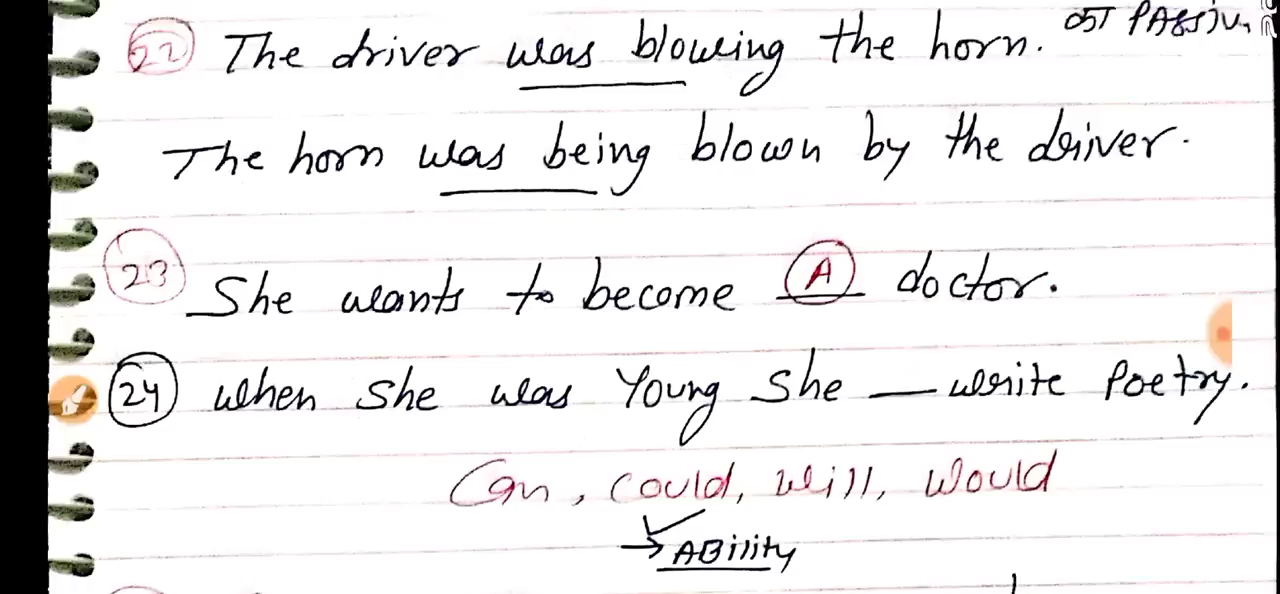 (22) The driver was blowing the horn. का PASSIV
The horn was being blown by the driver.
(23) She wants to become A doctor.
(24) when she was Young she — write Poetry.
Can, could, will, would
→ ABility